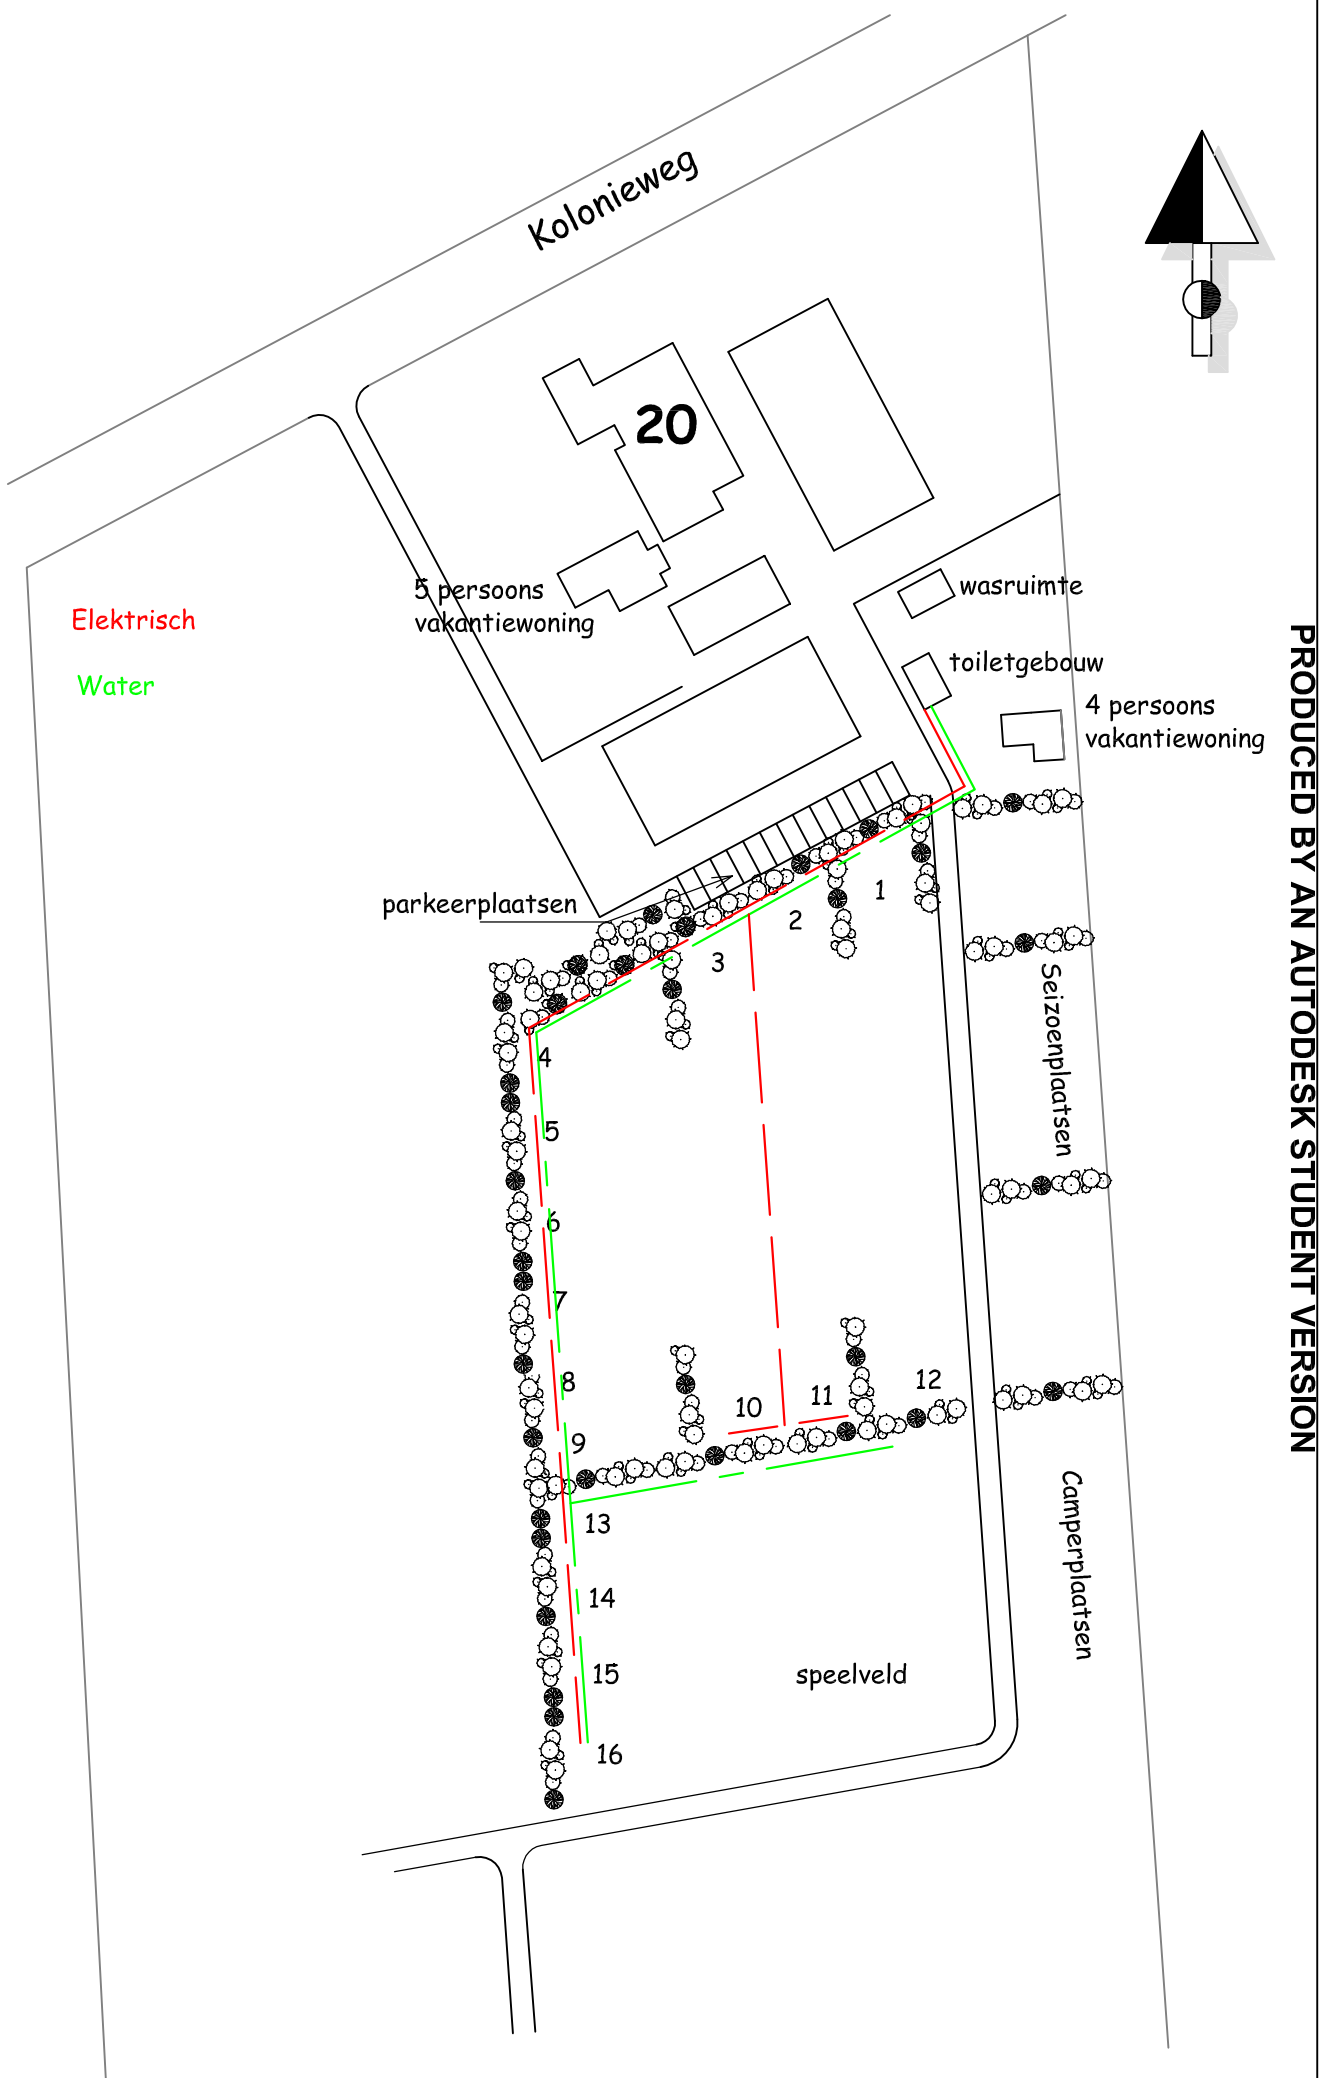 Kolonieweg
20
5 persoons
vakantiewoning
Elektrisch
Water
wasruimte
toiletgebouw
4 persoons
vakantiewoning
parkeerplaatsen
1
2
3
4
5
6
7
8
9
10
11
12
13
14
15
16
Seizoenplaatsen
Camperplaatsen
speelveld
PRODUCED BY AN AUTODESK STUDENT VERSION